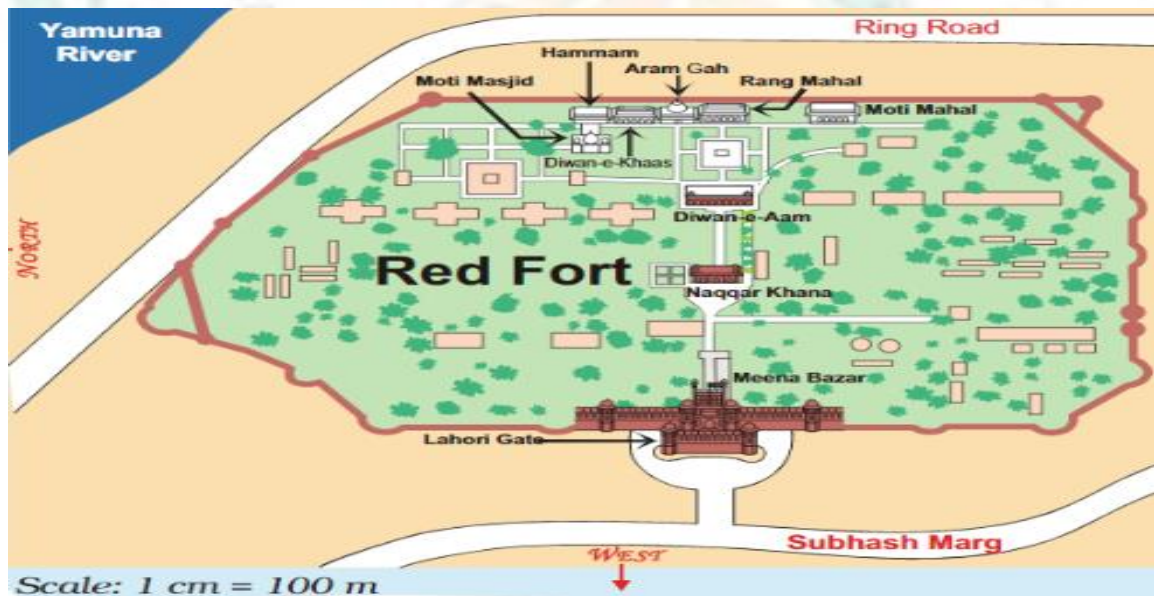 Yamuna
River
Ring Road
Hammam
Aram Gah
Moti Masjid
Rang Mahal
Moti Mahal
Diwan-e-Khaas
Diwan-e-Aam
NORTH
Red Fort
Naqqar Khana
Meena Bazar
Lahori Gate
Subhash Marg
WEST
Scale: 1 cm = 100 m